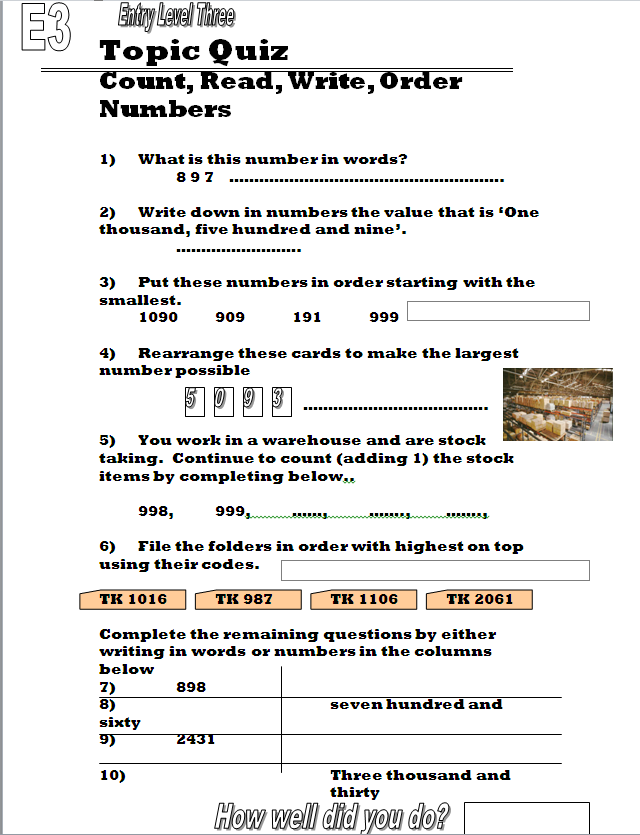 E3
Entry Level Three
Topic Quiz
Count, Read, Write, Order
Numbers
1) What is this number in words?
8 9 7 .......................................................
2) Write down in numbers the value that is ‘One
thousand, five hundred and nine’.
.........................
3) Put these numbers in order starting with the
smallest.
1090 909 191 999
4) Rearrange these cards to make the largest
number possible
5 0 9 3 .....................................
5) You work in a warehouse and are stock
taking. Continue to count (adding 1) the stock
items by completing below..
998, 999, ......, ......., .......,
6) File the folders in order with highest on top
using their codes.
TK 1016 TK 987 TK 1106 TK 2061
Complete the remaining questions by either
writing in words or numbers in the columns
below
7) 898
8) seven hundred and
sixty
9) 2431
10) Three thousand and
thirty
How well did you do?